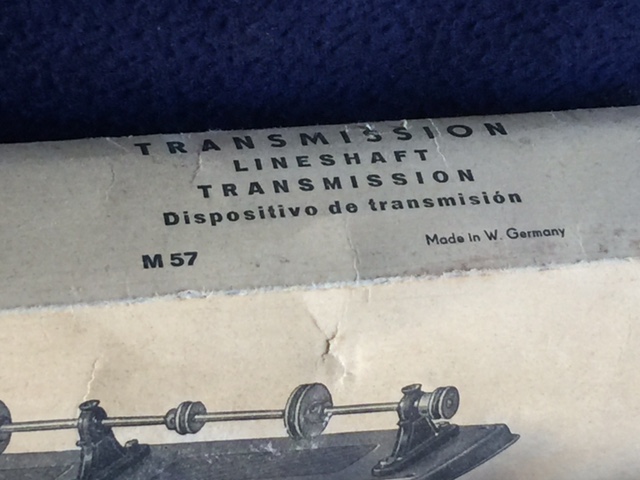 TRANSMISSION
LINESHAFT
TRANSMISSION
Dispositivo de transmisión
Made in W. Germany
M 57